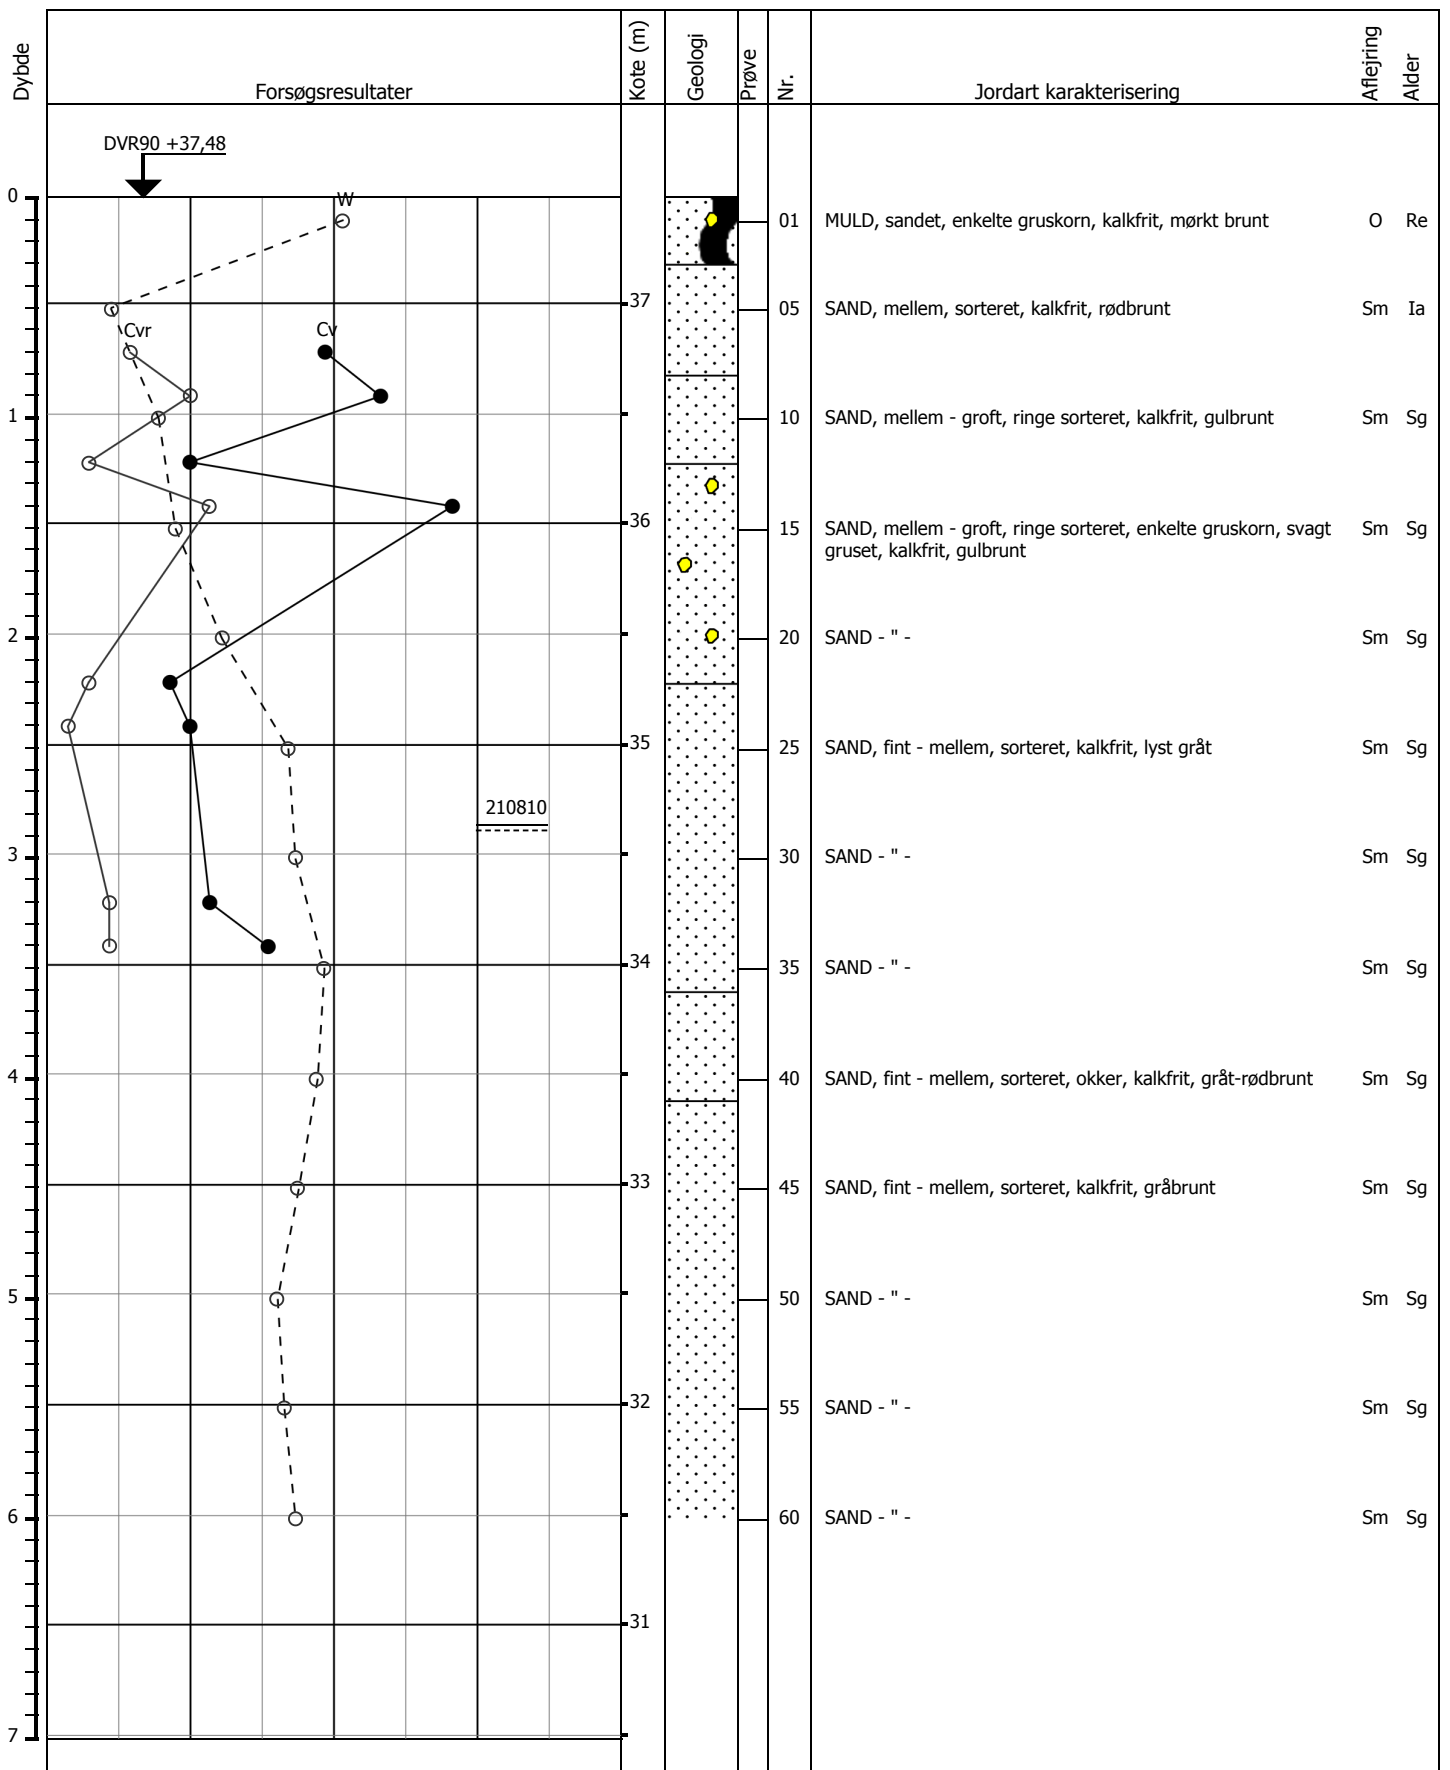 Dybde
Forsøgsresultater
Kote (m)
Geologi
Prøve
Nr.
Jordart karakterisering
Aflejring
Alder
DVR90 +37,48
0
W
01 MULD, sandet, enkelte gruskorn, kalkfrit, mørkt brunt O Re
37
05 SAND, mellem, sorteret, kalkfrit, rødbrunt Sm Ia
Cvr
Cv
1
10 SAND, mellem - groft, ringe sorteret, kalkfrit, gulbrunt Sm Sg
36
15 SAND, mellem - groft, ringe sorteret, enkelte gruskorn, svagt Sm Sg
gruset, kalkfrit, gulbrunt
2
20 SAND - " - Sm Sg
35
25 SAND, fint - mellem, sorteret, kalkfrit, lyst gråt Sm Sg
210810
3
30 SAND - " - Sm Sg
34
35 SAND - " - Sm Sg
4
40 SAND, fint - mellem, sorteret, okker, kalkfrit, gråt-rødbrunt Sm Sg
33
45 SAND, fint - mellem, sorteret, kalkfrit, gråbrunt Sm Sg
5
50 SAND - " - Sm Sg
32
55 SAND - " - Sm Sg
6
60 SAND - " - Sm Sg
31
7